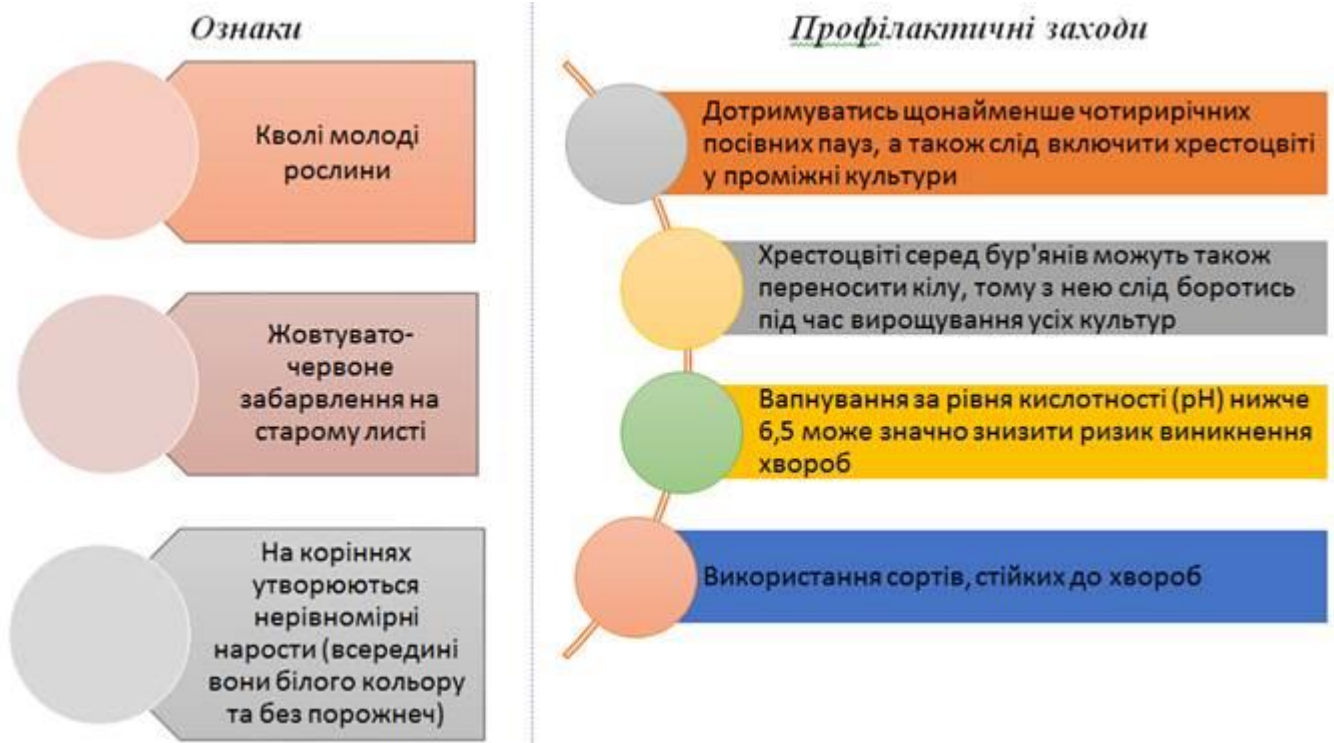 Ознаки
Кволі молоді
рослини
Жовтувато-
червоне
забарвлення на
старому листі
На коріннях
утворюються
нерівномірні
нарости (всередині
вони білого кольору
та без порожнеч)
Профілактичні заходи
Дотримуватись щонайменше чотирирічних
посівних пауз, а також слід включити хрестоцвіті
у проміжні культури
Хрестоцвіті серед бур'янів можуть також
переносити кілу, тому з нею слід боротись
під час вирощування усіх культур
Вапнування за рівня кислотності (pH) нижче
6,5 може значно знизити ризик виникнення
хвороб
Використання сортів, стійких до хвороб